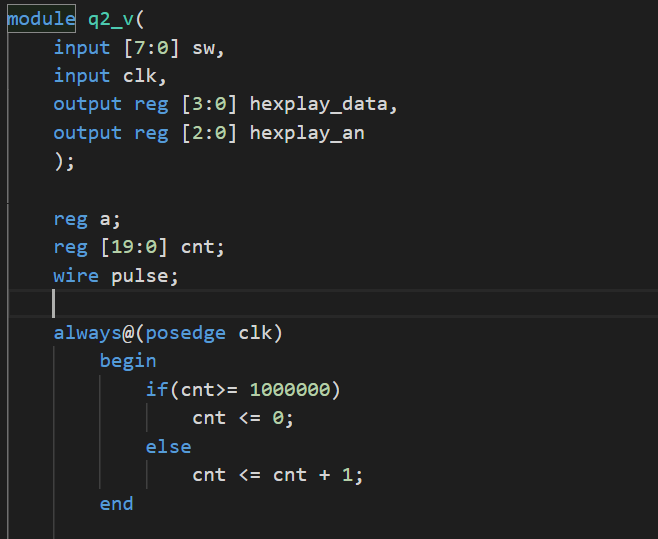 module q2_v(
input [7:0] sw,
input clk,
output reg [3:0] hexplay_data,
output reg [2:0] hexplay_an
);
reg a;
reg [19:0] cnt;
wire pulse;
always@(posedge clk)
begin
if(cnt>= 1000000)
cnt <= 0;
else
cnt <= cnt + 1;
end